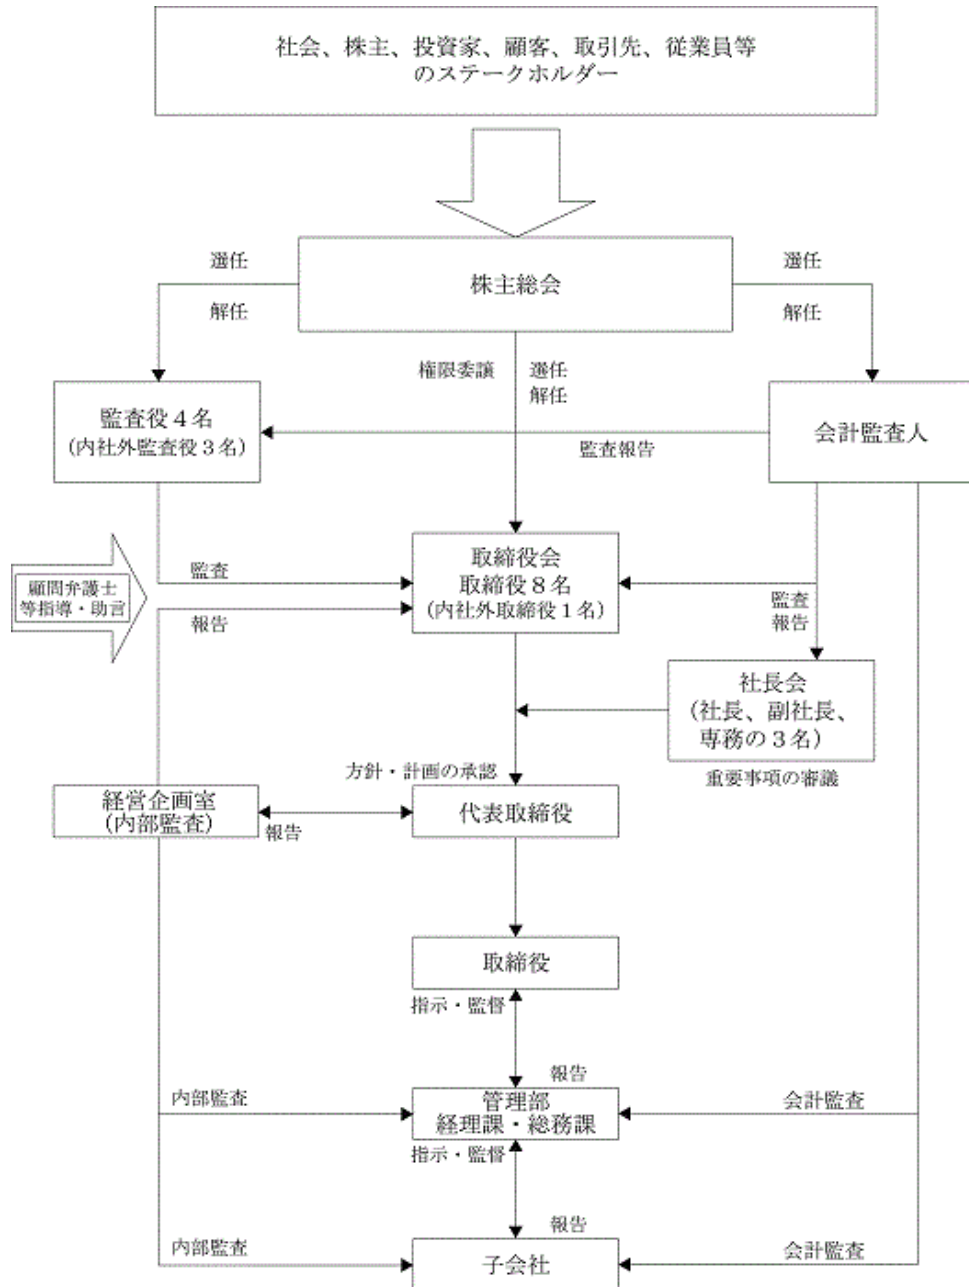 社会、株主、投資家、顧客、取引先、従業員等
のステークホルダー
株主総会
選任
解任
選任
解任
権限委譲
選任
解任
監査役４名
(内社外監査役３名)
会計監査人
監査報告
顧問弁護士
等指導・助言
監査
報告
取締役会
取締役８名
(内社外取締役１名)
監査
報告
社長会
(社長、副社長、
専務の３名)
重要事項の審議
方針・計画の承認
経営企画室
(内部監査)
報告
代表取締役
取締役
指示・監督
報告
内部監査
管理部
経理課・総務課
会計監査
指示・監督
報告
内部監査
子会社
会計監査